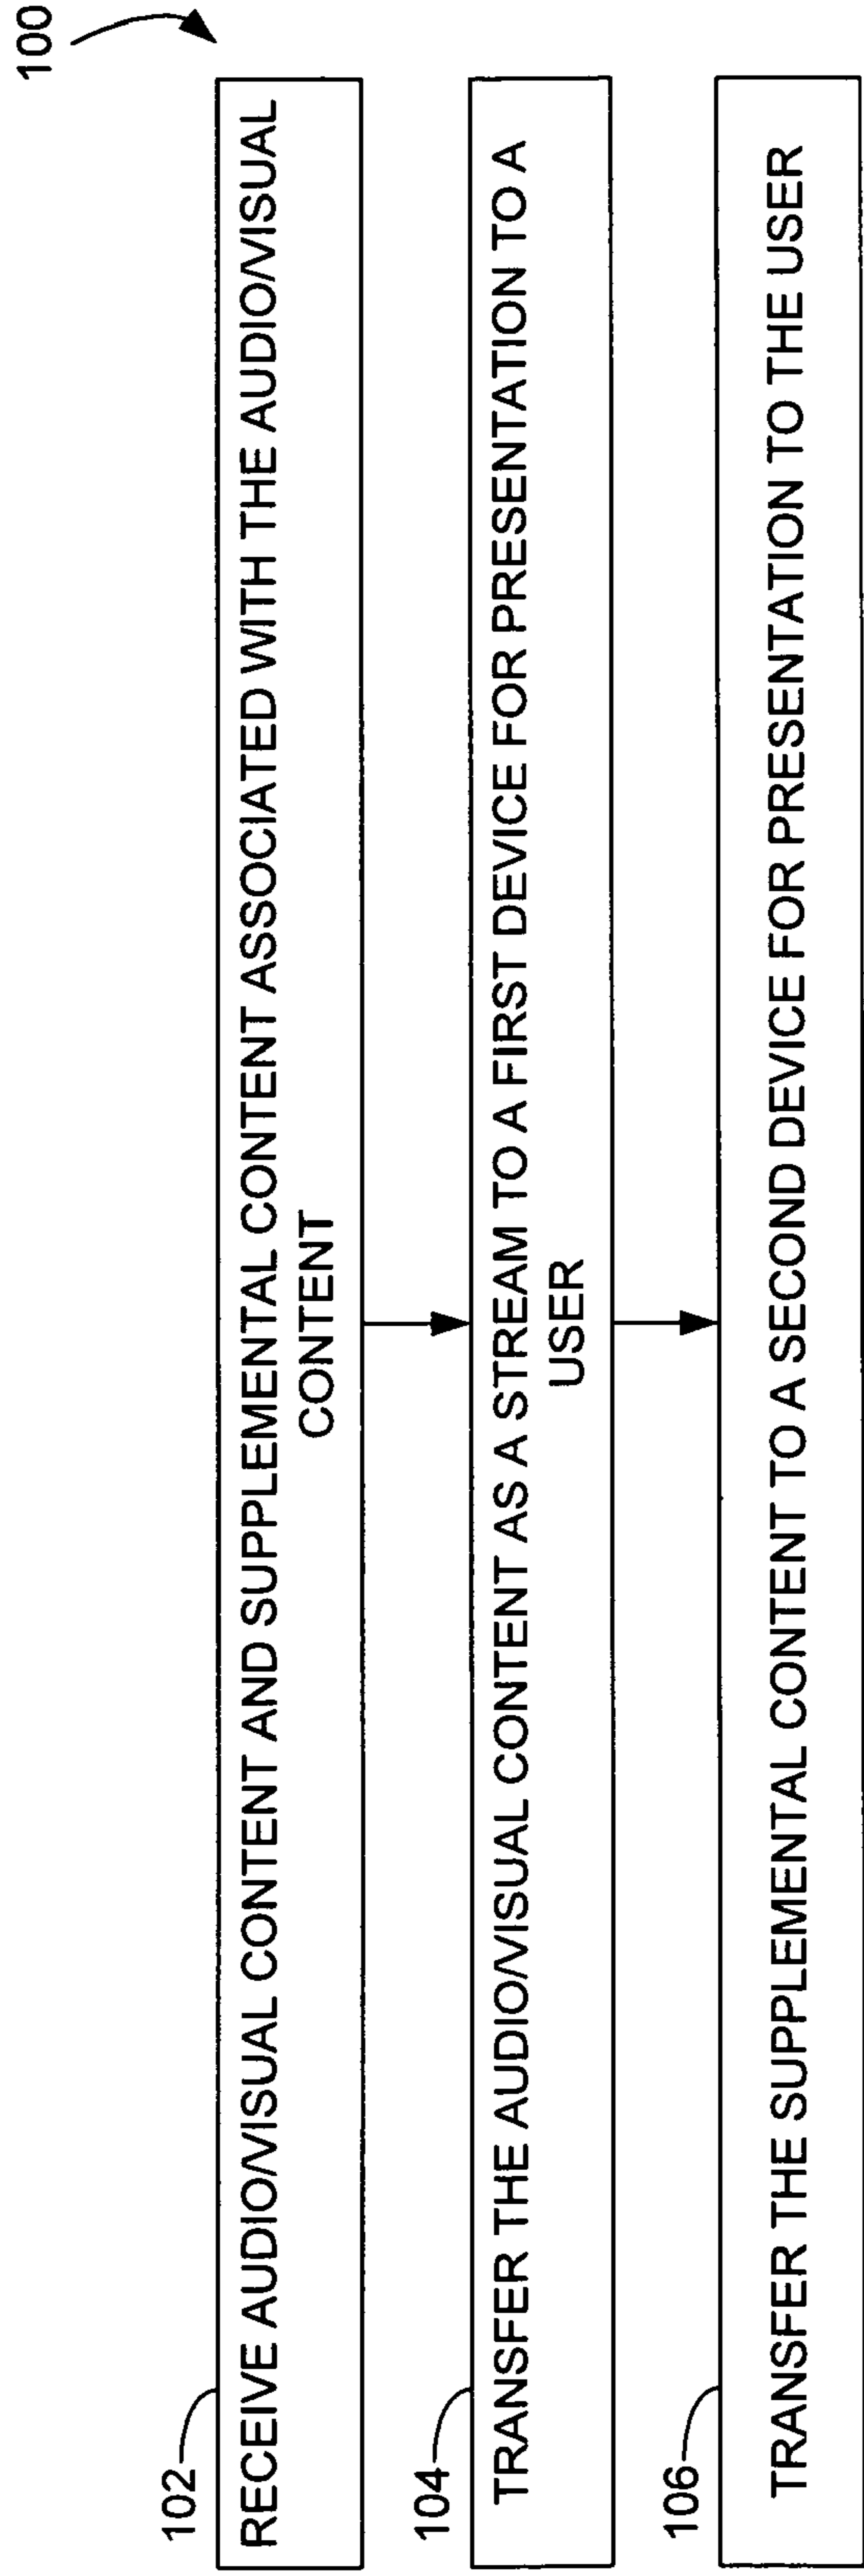 100
102
RECEIVE AUDIO/VISUAL CONTENT AND SUPPLEMENTAL CONTENT ASSOCIATED WITH THE AUDIO/VISUAL
CONTENT
104
TRANSFER THE AUDIO/VISUAL CONTENT AS A STREAM TO A FIRST DEVICE FOR PRESENTATION TO A
USER
106
TRANSFER THE SUPPLEMENTAL CONTENT TO A SECOND DEVICE FOR PRESENTATION TO THE USER